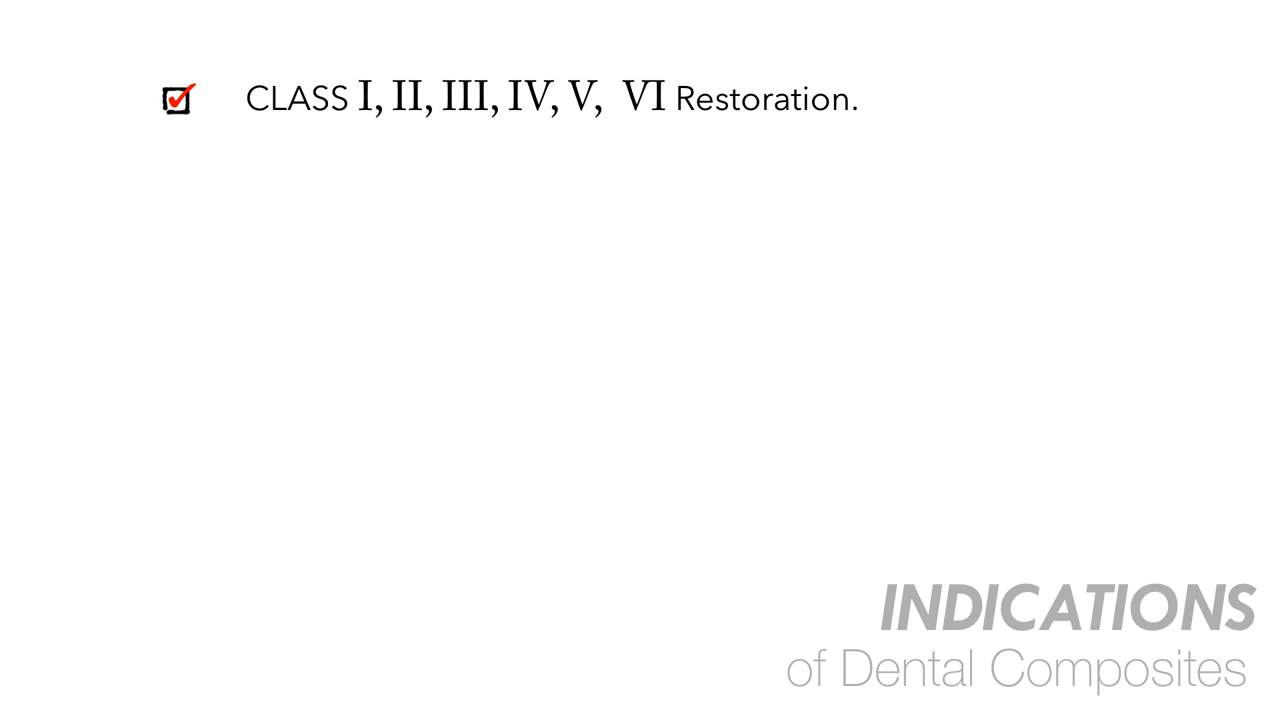 CLASS I, II, III, IV, V, VI Restoration.
INDICATIONS
of Dental Composites